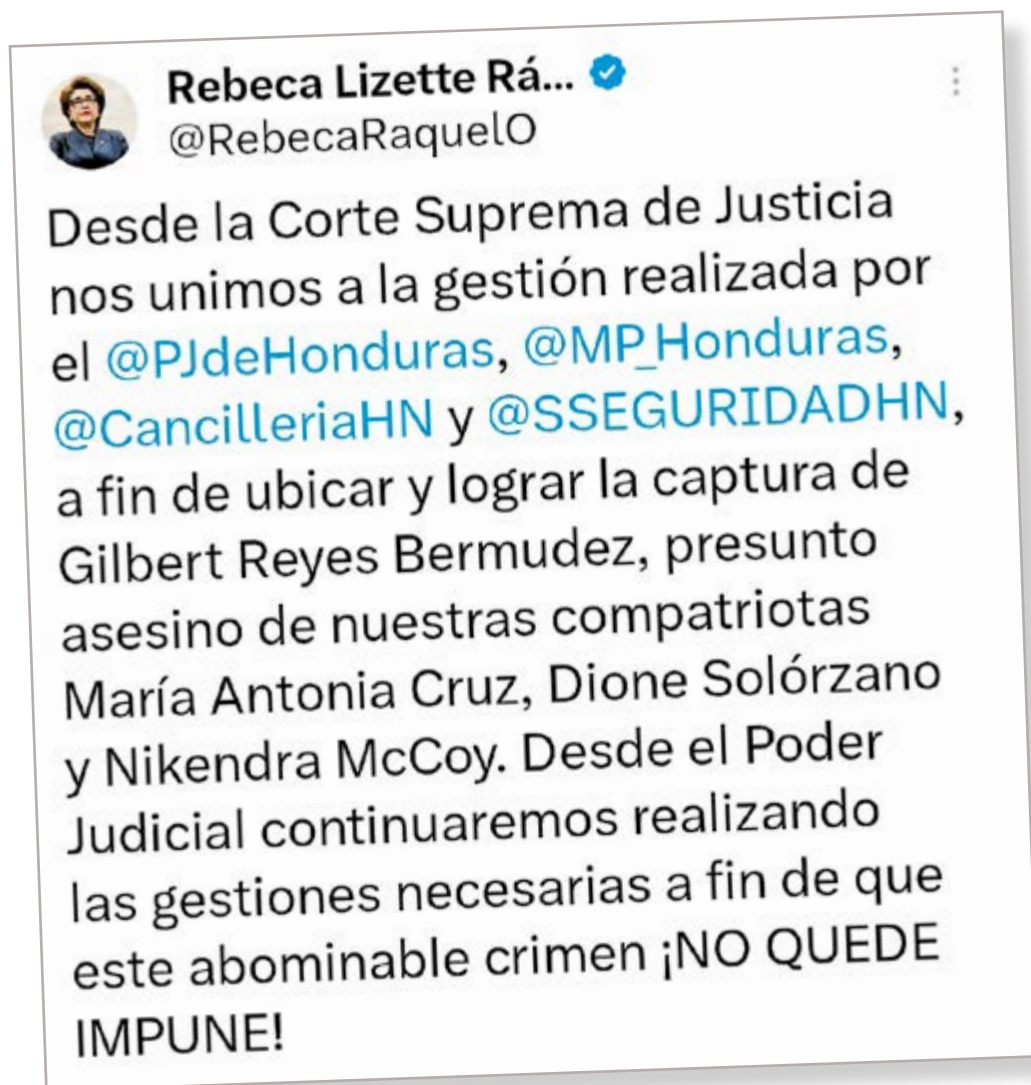 Rebeca Lizette Rá...
@RebecaRaquelO
Desde la Corte Suprema de Justicia
nos unimos a la gestión realizada por
el @PJdeHonduras, @MP_Honduras,
@CancilleriaHN y @SSEGURIDADHN,
a fin de ubicar y lograr la captura de
Gilbert Reyes Bermudez, presunto
asesino de nuestras compatriotas
María Antonia Cruz, Dione Solórzano
y Nikendra McCoy. Desde el Poder
Judicial continuaremos realizando
las gestiones necesarias a fin de que
este abominable crimen ¡NO QUEDE
IMPUNE!